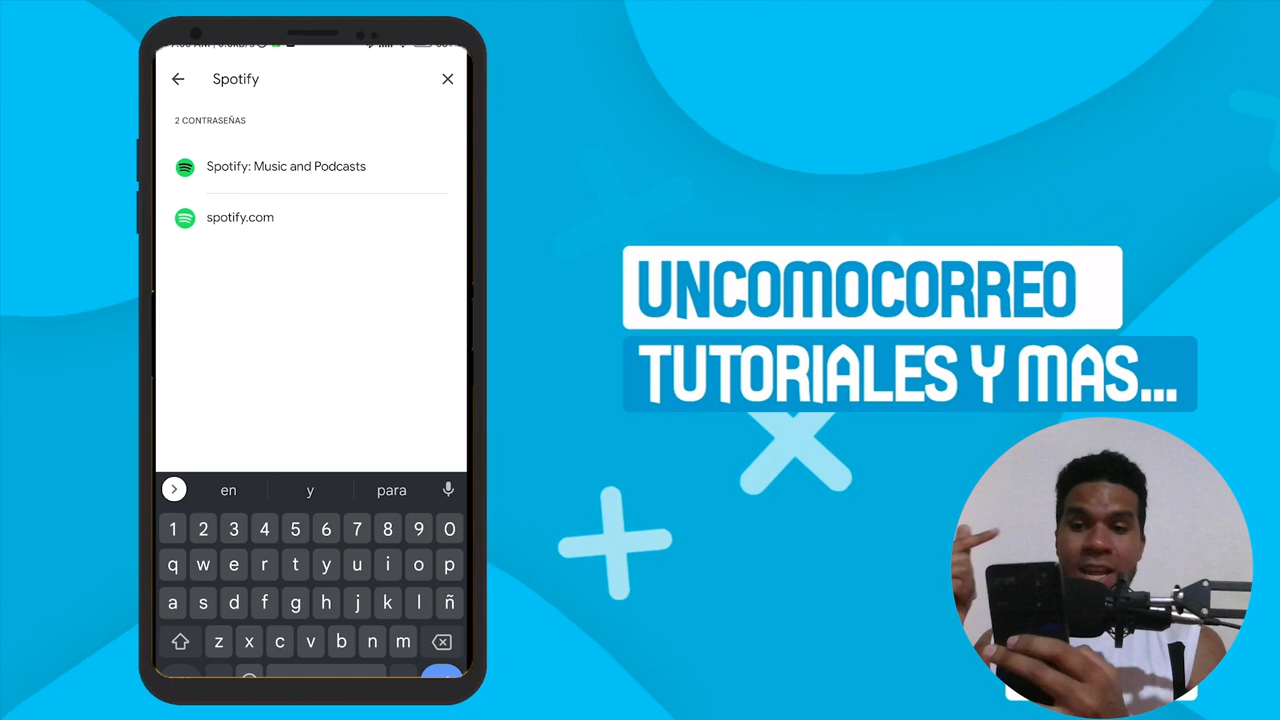 Spotify
2 CONTRASEÑAS
Spotify: Music and Podcasts
spotify.com
en y para
1 2 3 4 5 6 7 8 9 0
q w e r t y u i o p
a s d f g h j k l ñ
z x c v b n m
UNCOMOCORREO
TUTORIALES Y MAS...